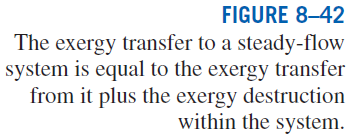 FIGURE 8–42
The exergy transfer to a steady-flow
system is equal to the exergy transfer
from it plus the exergy destruction
within the system.